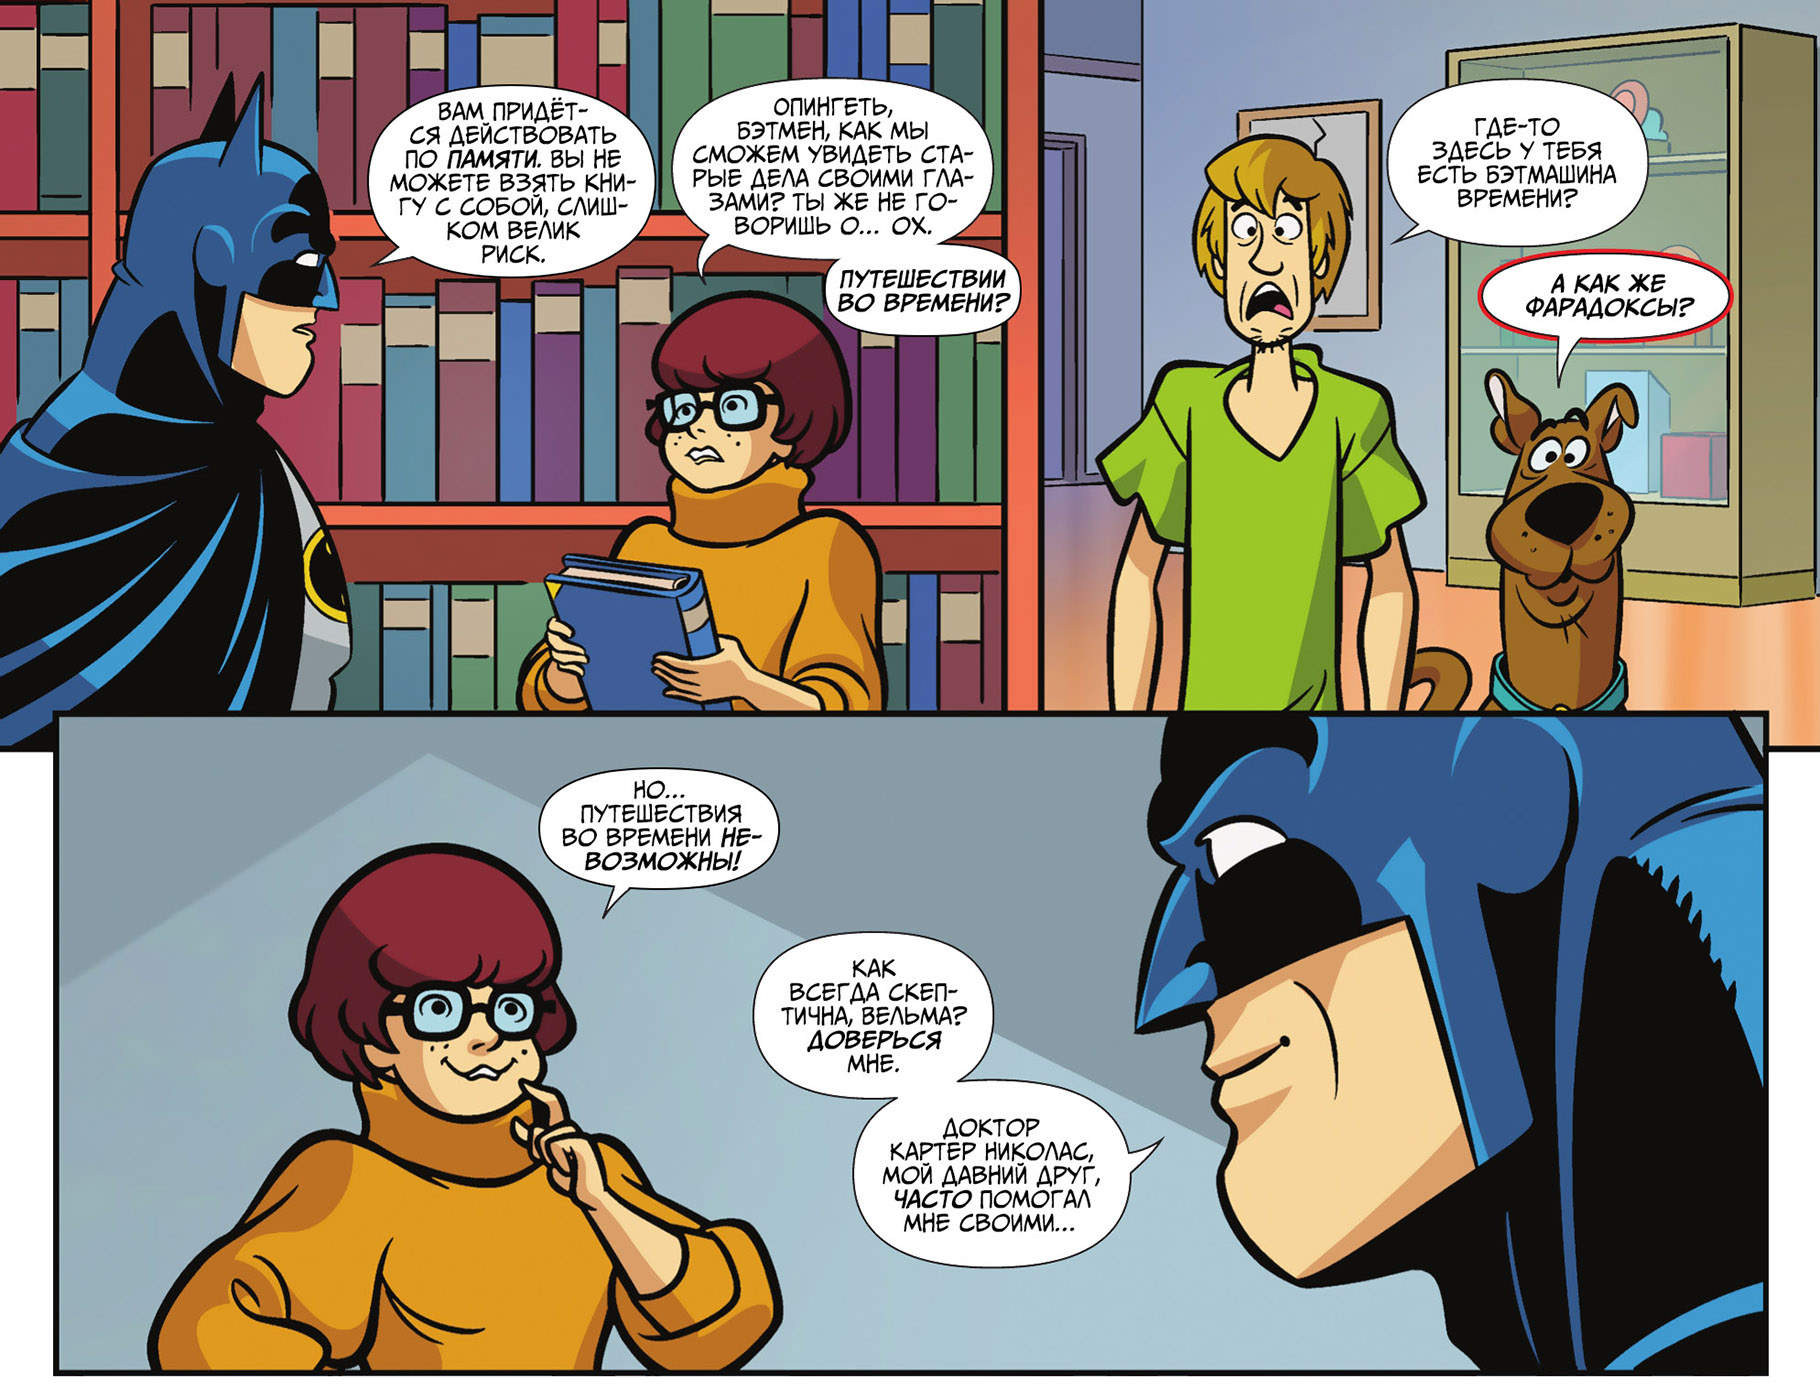 ВАМ ПРИДЁТ-
СЯ ДЕЙСТВОВАТЬ
ПО ПАМЯТИ. ВЫ НЕ
МОЖЕТЕ ВЗЯТЬ КНИ-
ГУ С СОБОЙ, СЛИШ-
КОМ ВЕЛИК
РИСК.
ОПИНГЕТЬ,
БЭТМЕН, КАК МЫ
СМОЖЕМ УВИДЕТЬ СТА-
РЫЕ ДЕЛА СВОИМИ ГЛА-
ЗАМИ? ТЫ ЖЕ НЕ ГО-
ВОРИШЬ О... ОХ.
ПУТЕШЕСТВИИ
ВО ВРЕМЕНИ?
ГДЕ-ТО
ЗДЕСЬ У ТЕБЯ
ЕСТЬ БЭТМАШИНА
ВРЕМЕНИ?
А КАК ЖЕ
ФАРАДОКСЫ?
НО...
ПУТЕШЕСТВИЯ
ВО ВРЕМЕНИ НЕ-
ВОЗМОЖНЫ!
КАК
ВСЕГДА СКЕП-
ТИЧНА, ВЕЛЬМА?
ДОВЕРЬСЯ
МНЕ.
ДОКТОР
КАРТЕР НИКОЛАС,
МОЙ ДАВНИЙ ДРУГ,
ЧАСТО ПОМОГАЛ
МНЕ СВОИМИ...